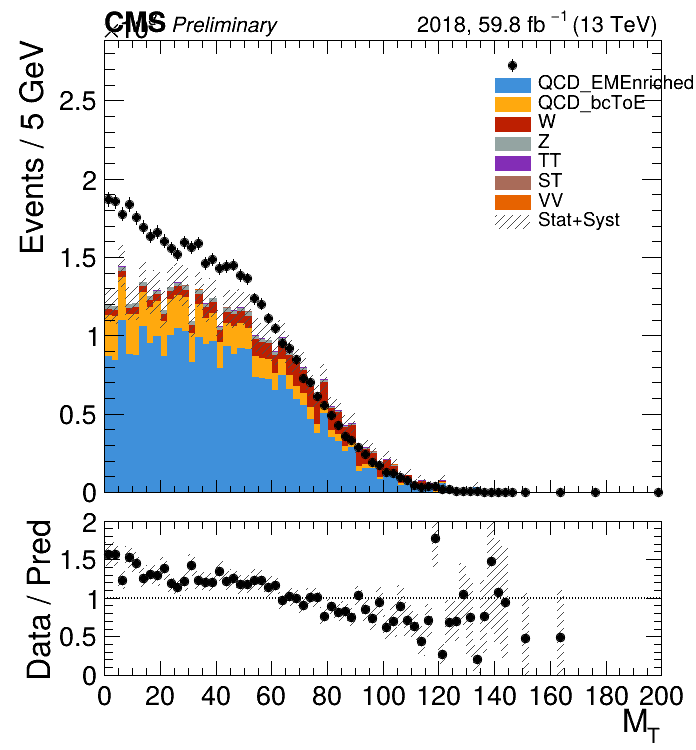 CMS Preliminary 2018, 59.8 fb⁻¹ (13 TeV)
Events / 5 GeV
2.5
2
1.5
1
0.5
0
QCD_EMEnriched
QCD_bcToE
W
Z
TT
ST
VV
Stat+Syst
Data / Pred
2
1.5
1
0.5
0
0 20 40 60 80 100 120 140 160 180 200
M_T